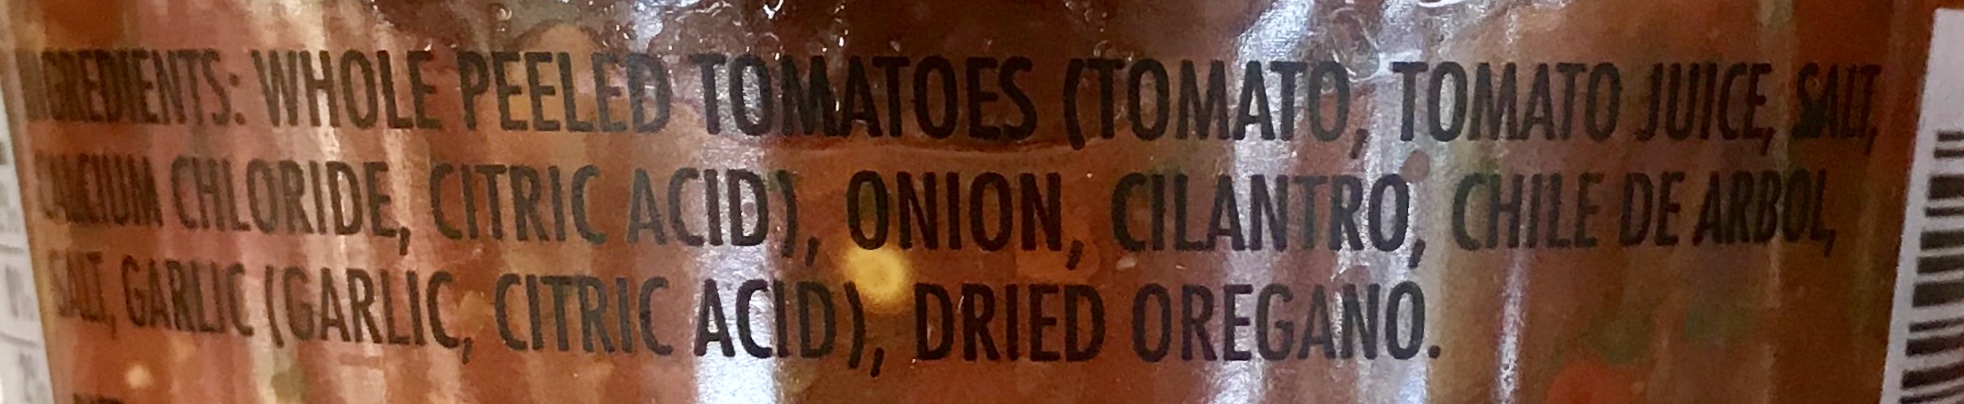 INGREDIENTS: WHOLE PEELED TOMATOES (TOMATO, TOMATO JUICE, SALT,
CALCIUM CHLORIDE, CITRIC ACID), ONION, CILANTRO, CHILE DE ARBOL,
SALT, GARLIC (GARLIC, CITRIC ACID), DRIED OREGANO.